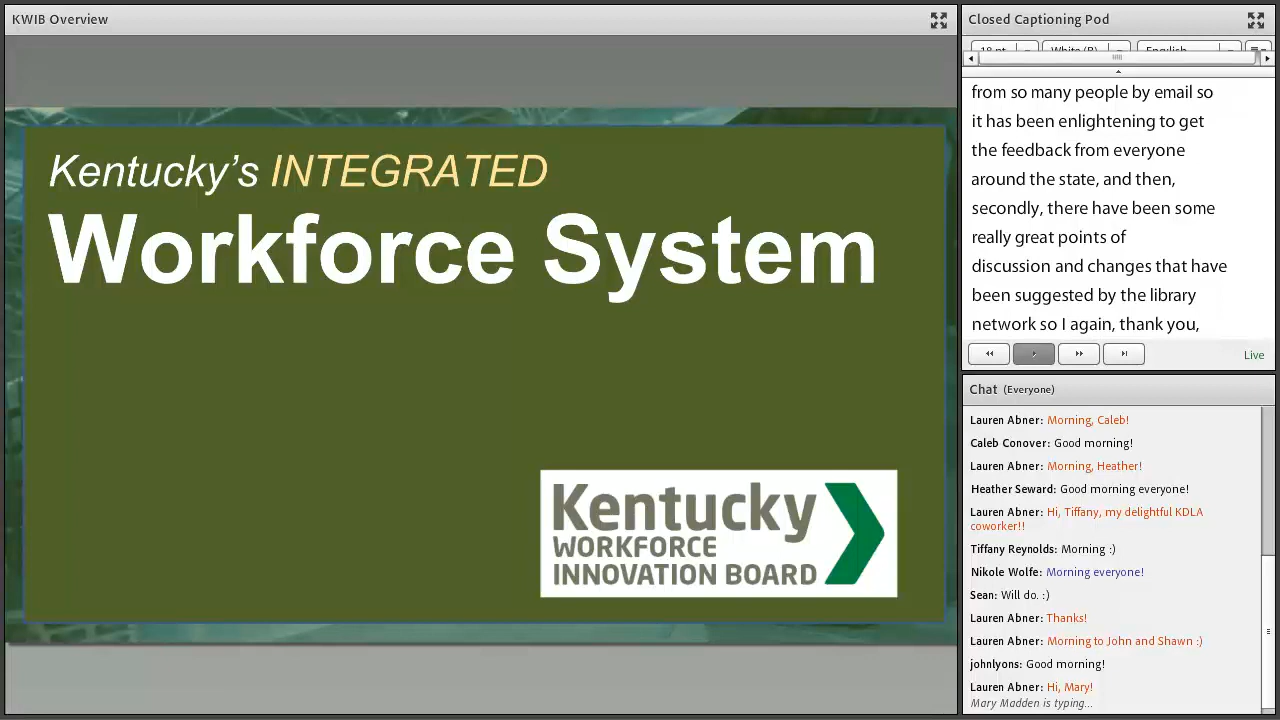 KWIB Overview
Kentucky's INTEGRATED
Workforce System
Kentucky
WORKFORCE
INNOVATION BOARD
Closed Captioning Pod
18 pt
White (B)
English
from so many people by email so
it has been enlightening to get
the feedback from everyone
around the state, and then,
secondly, there have been some
really great points of
discussion and changes that have
been suggested by the library
network so I again, thank you,
Live
Chat (Everyone)
Lauren Abner: Morning, Caleb!
Caleb Conover: Good morning!
Lauren Abner: Morning, Heather!
Heather Seward: Good morning everyone!
Lauren Abner: Hi, Tiffany, my delightful KDLA
coworker!!
Tiffany Reynolds: Morning :)
Nikole Wolfe: Morning everyone!
Sean: Will do. :)
Lauren Abner: Thanks!
Lauren Abner: Morning to John and Shawn :)
johnlyons: Good morning!
Lauren Abner: Hi, Mary!
Mary Madden is typing...